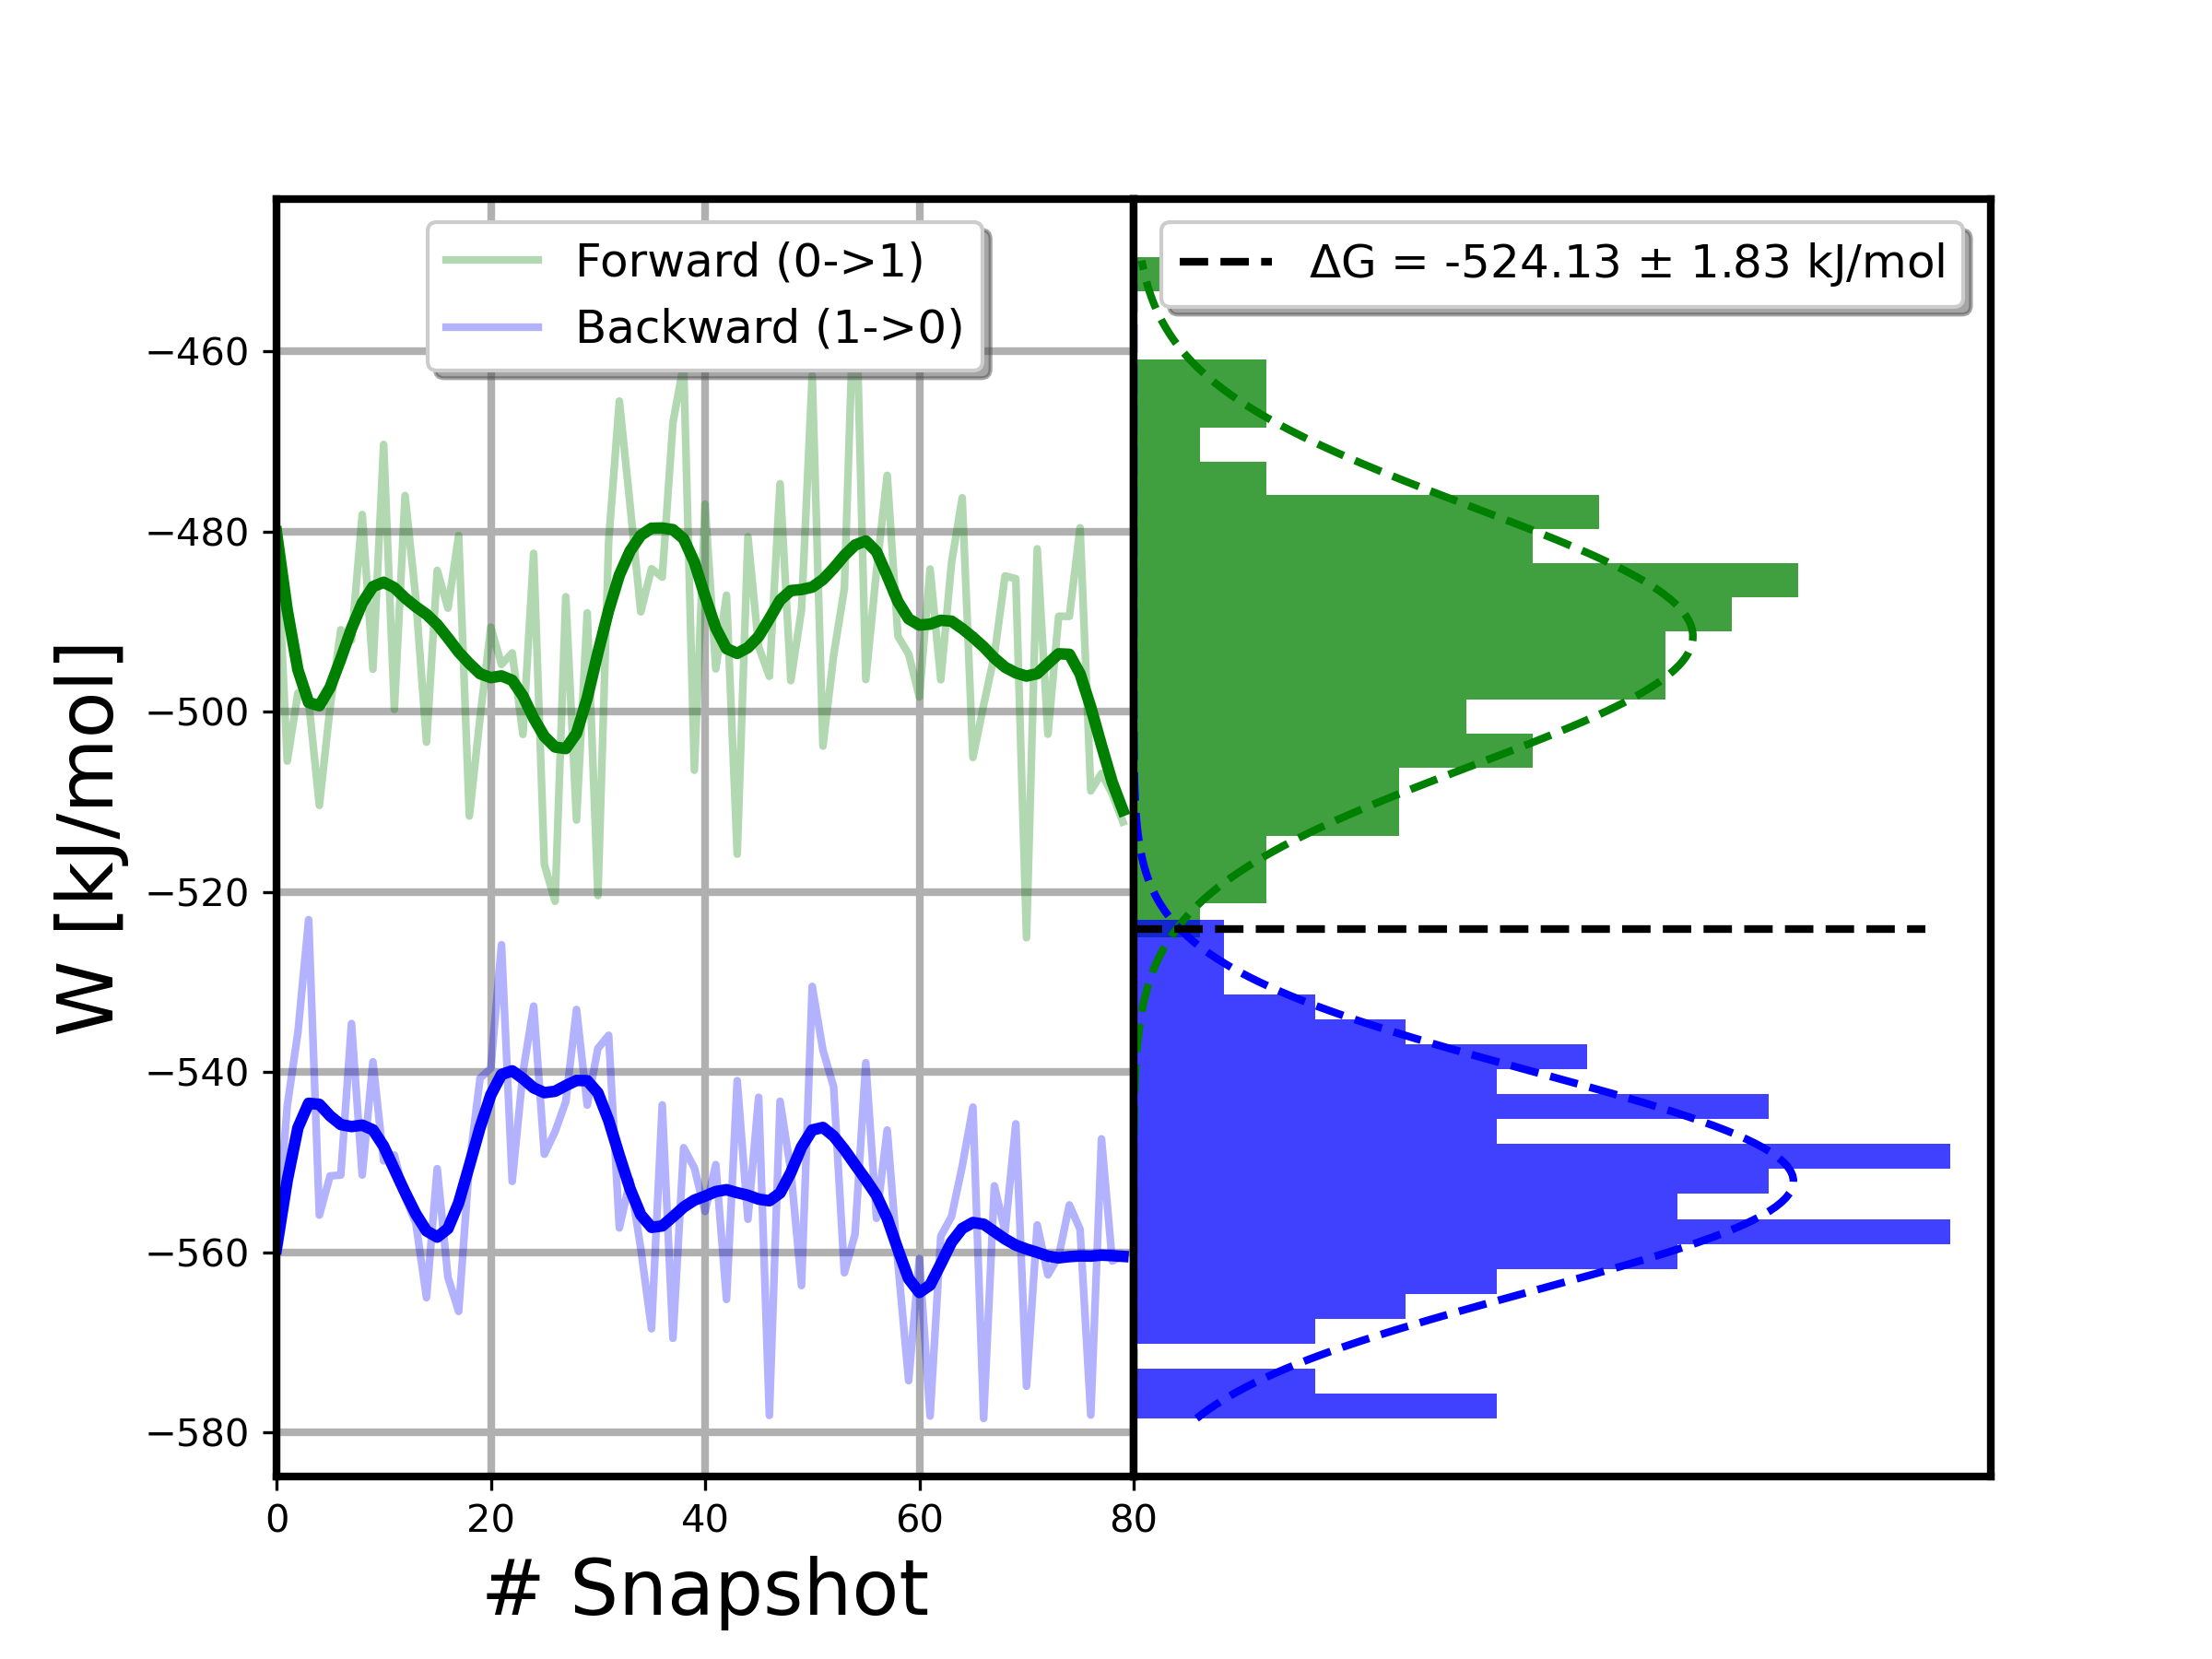 Forward (0->1)
Backward (1->0)
ΔG = -524.13 ± 1.83 kJ/mol
W [kJ/mol]
−460
−480
−500
−520
−540
−560
−580
0 20 40 60 80
# Snapshot